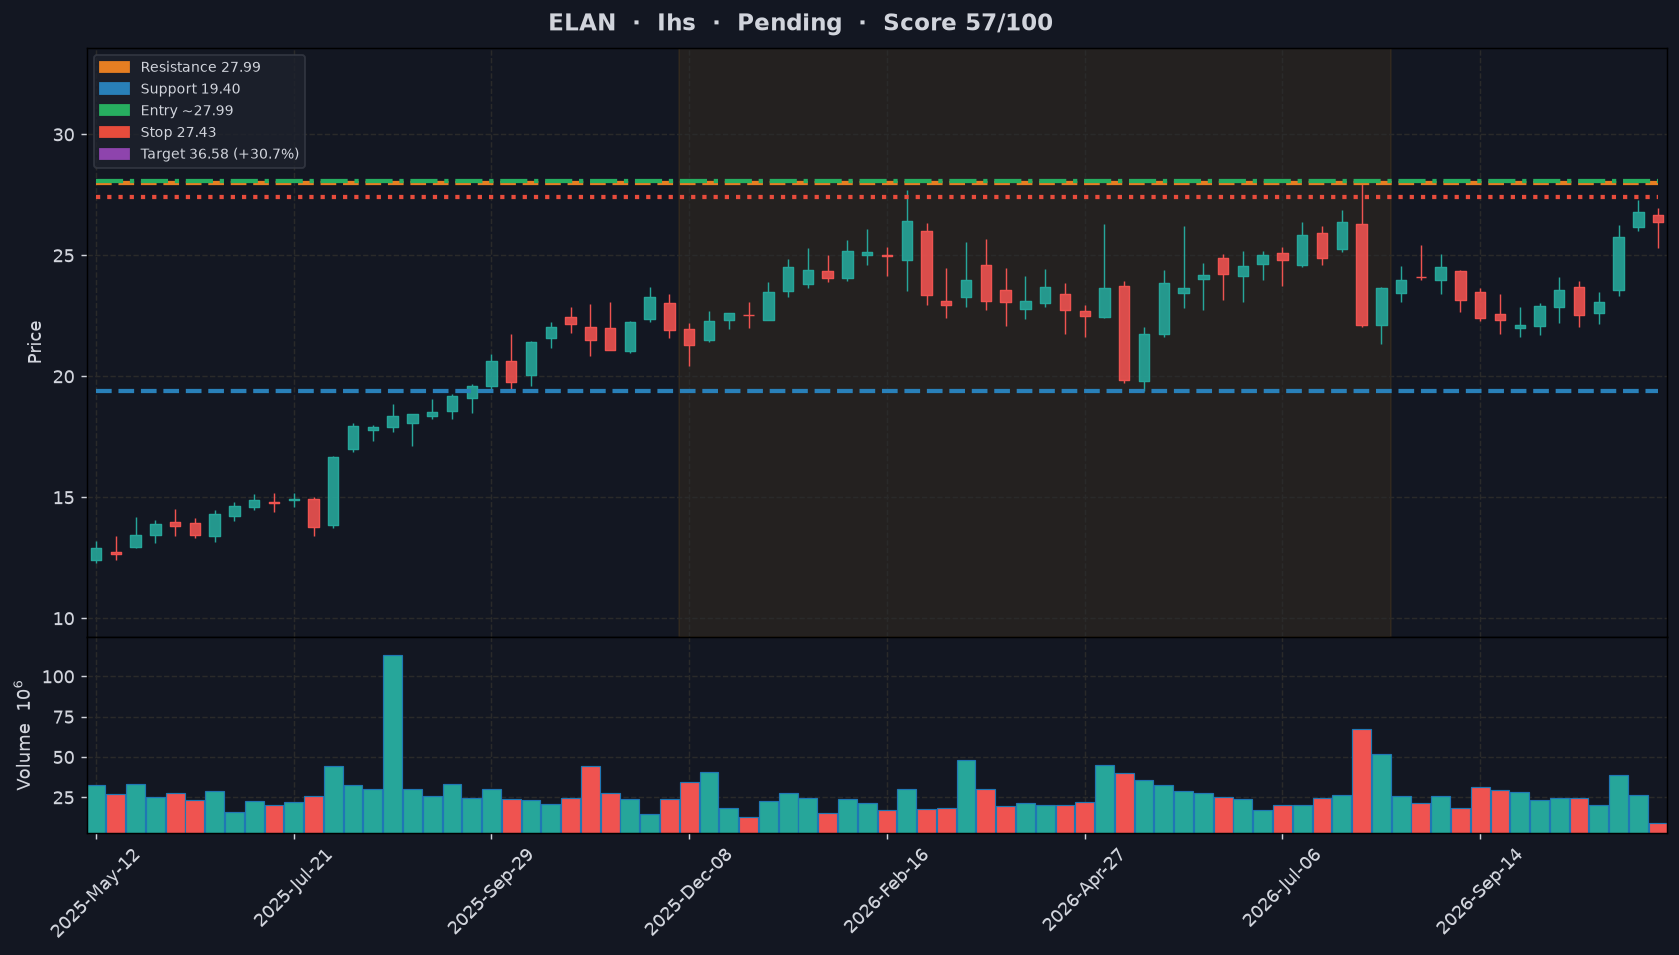 ELAN · Ihs · Pending · Score 57/100
Resistance 27.99
Support 19.40
Entry ~27.99
Stop 27.43
Target 36.58 (+30.7%)
Price
30
25
20
15
10
Volume 10⁶
100
75
50
25
2025-May-12
2025-Jul-21
2025-Sep-29
2025-Dec-08
2026-Feb-16
2026-Apr-27
2026-Jul-06
2026-Sep-14